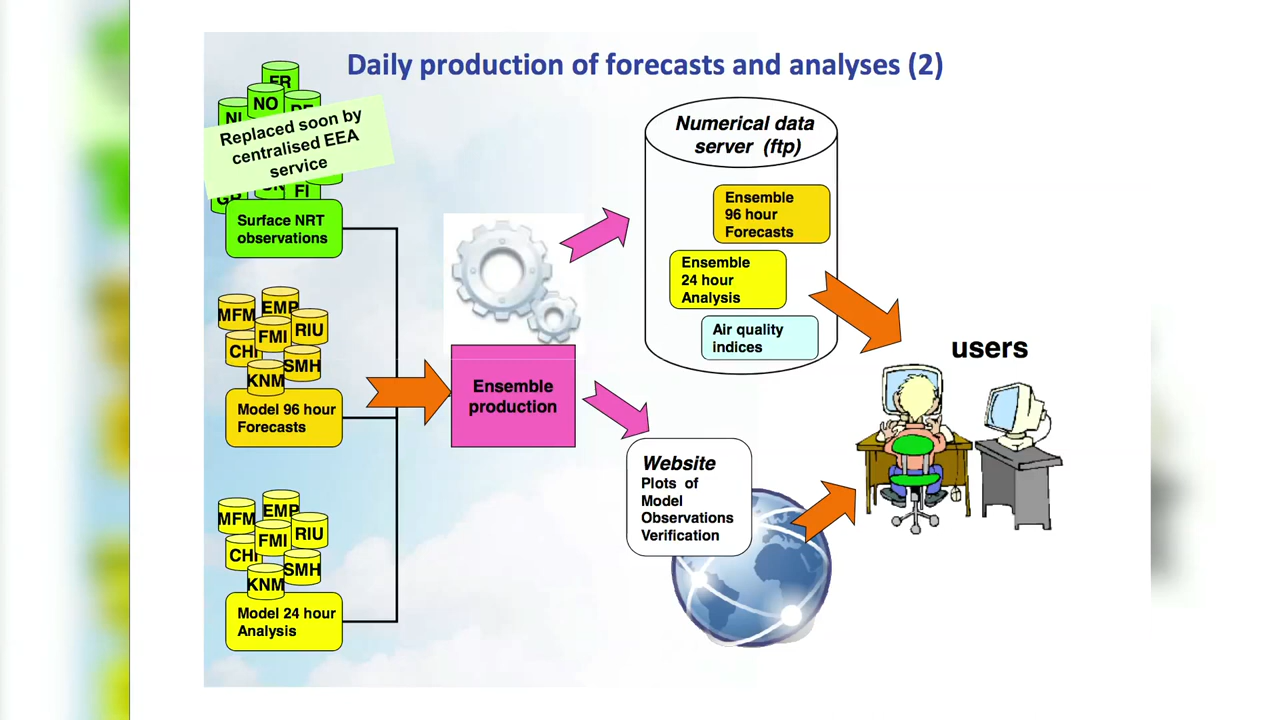 Daily production of forecasts and analyses (2)
FR
NO
Replaced soon by
centralised EEA
service
FI
Surface NRT
observations
MFM
EMP
RIU
FMI
SMH
KNM
Model 96 hour
Forecasts
MFM
EMP
RIU
FMI
SMH
KNM
Model 24 hour
Analysis
Ensemble
production
Numerical data
server (ftp)
Ensemble
96 hour
Forecasts
Ensemble
24 hour
Analysis
Air quality
indices
Website
Plots of
Model
Observations
Verification
users